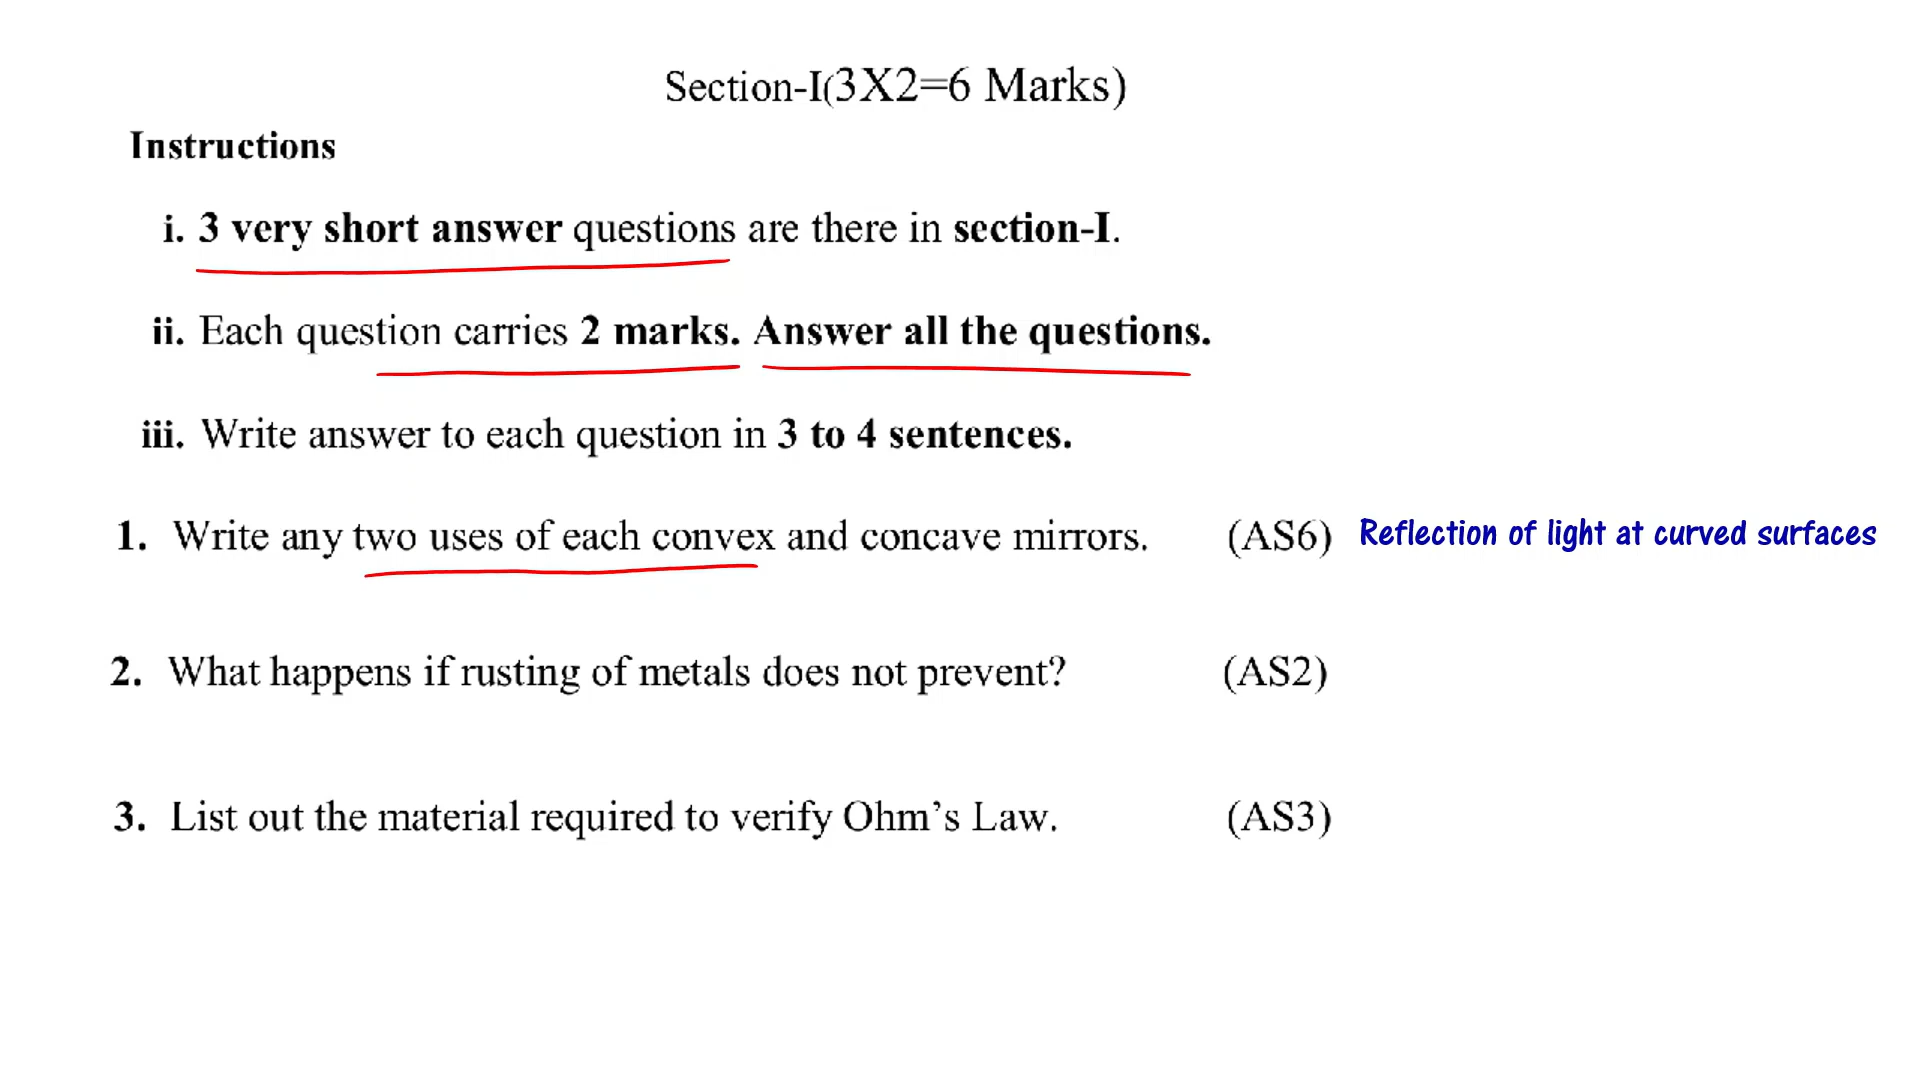 Section-I(3X2=6 Marks)
Instructions
i. 3 very short answer questions are there in section-I.
ii. Each question carries 2 marks. Answer all the questions.
iii. Write answer to each question in 3 to 4 sentences.
1. Write any two uses of each convex and concave mirrors. (AS6) Reflection of light at curved surfaces
2. What happens if rusting of metals does not prevent? (AS2)
3. List out the material required to verify Ohm’s Law. (AS3)